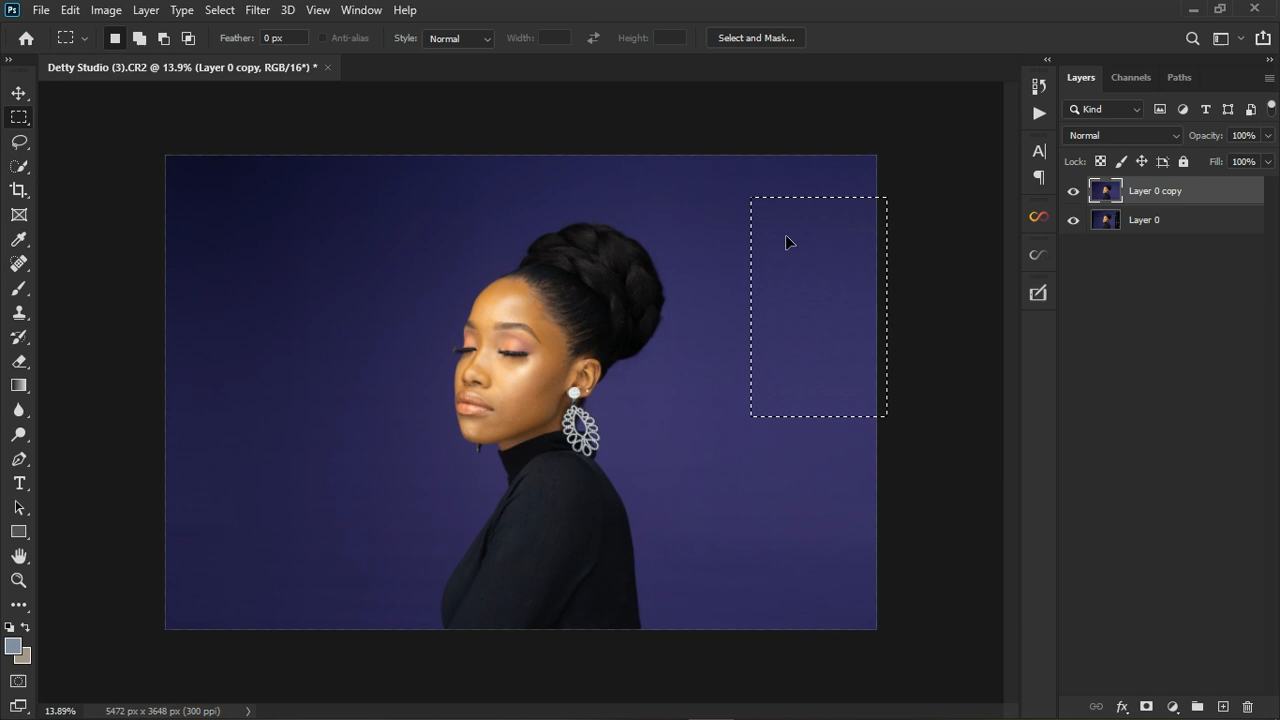 Ps File Edit Image Layer Type Select Filter 3D View Window Help
Feather: 0 px Anti-alias Style: Normal Width: Height: Select and Mask...
Detty Studio (3).CR2 @ 13.9% (Layer 0 copy, RGB/16*) * ×
Layers Channels Paths
Kind
Normal Opacity: 100%
Lock: Fill: 100%
Layer 0 copy
Layer 0
13.89% 5472 px x 3648 px (300 ppi)